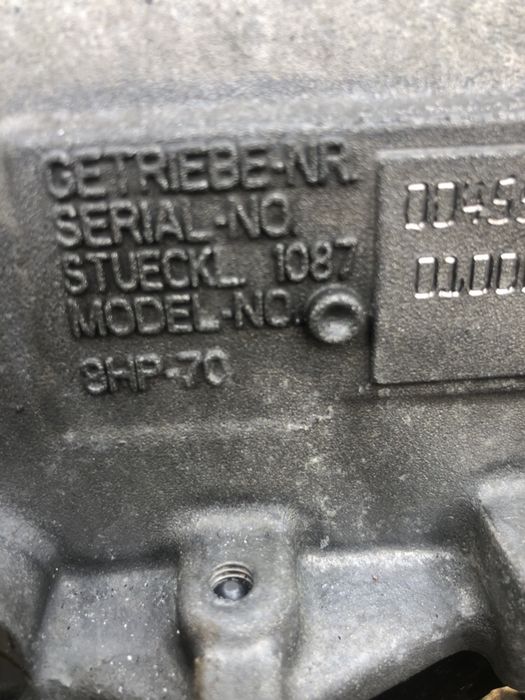 GETRIEBE-NR.
SERIAL-NO.
STUECKL. 1087
MODEL-NO.
8HP-70